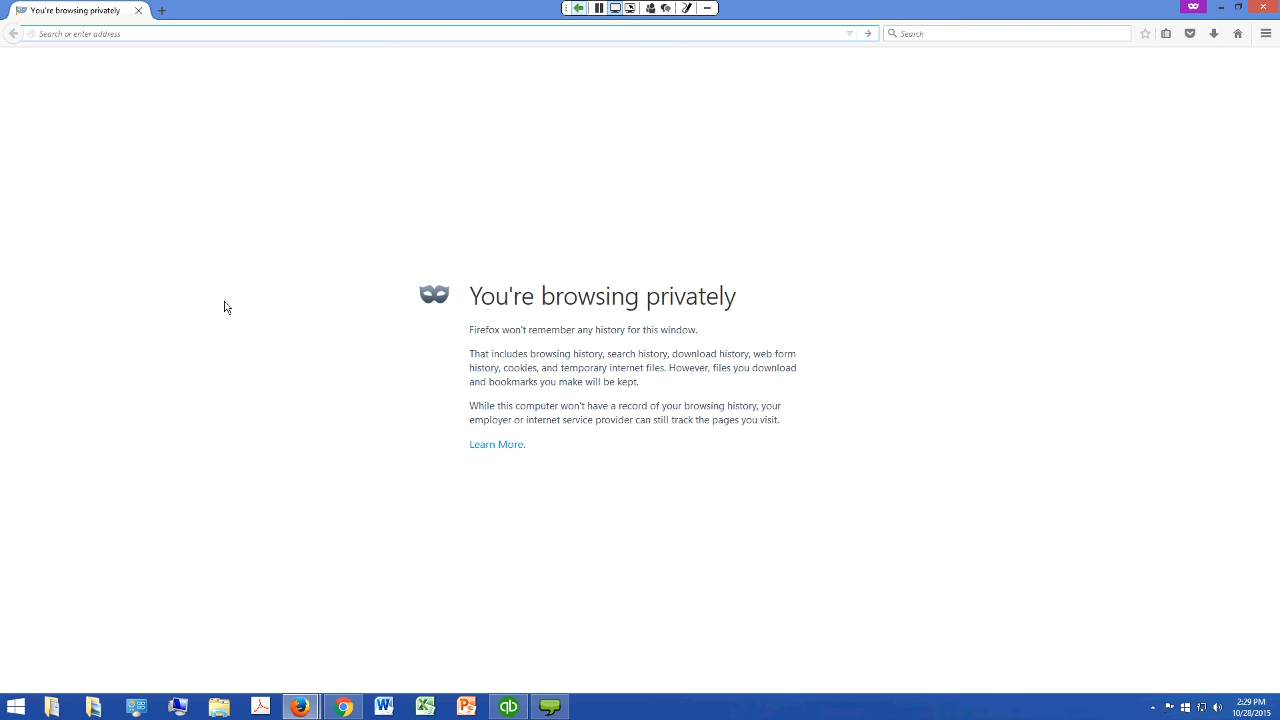 You're browsing privately
Search or enter address
Search
You're browsing privately
Firefox won't remember any history for this window.
That includes browsing history, search history, download history, web form
history, cookies, and temporary internet files. However, files you download
and bookmarks you make will be kept.
While this computer won't have a record of your browsing history, your
employer or internet service provider can still track the pages you visit.
Learn More.
2:29 PM
10/28/2015